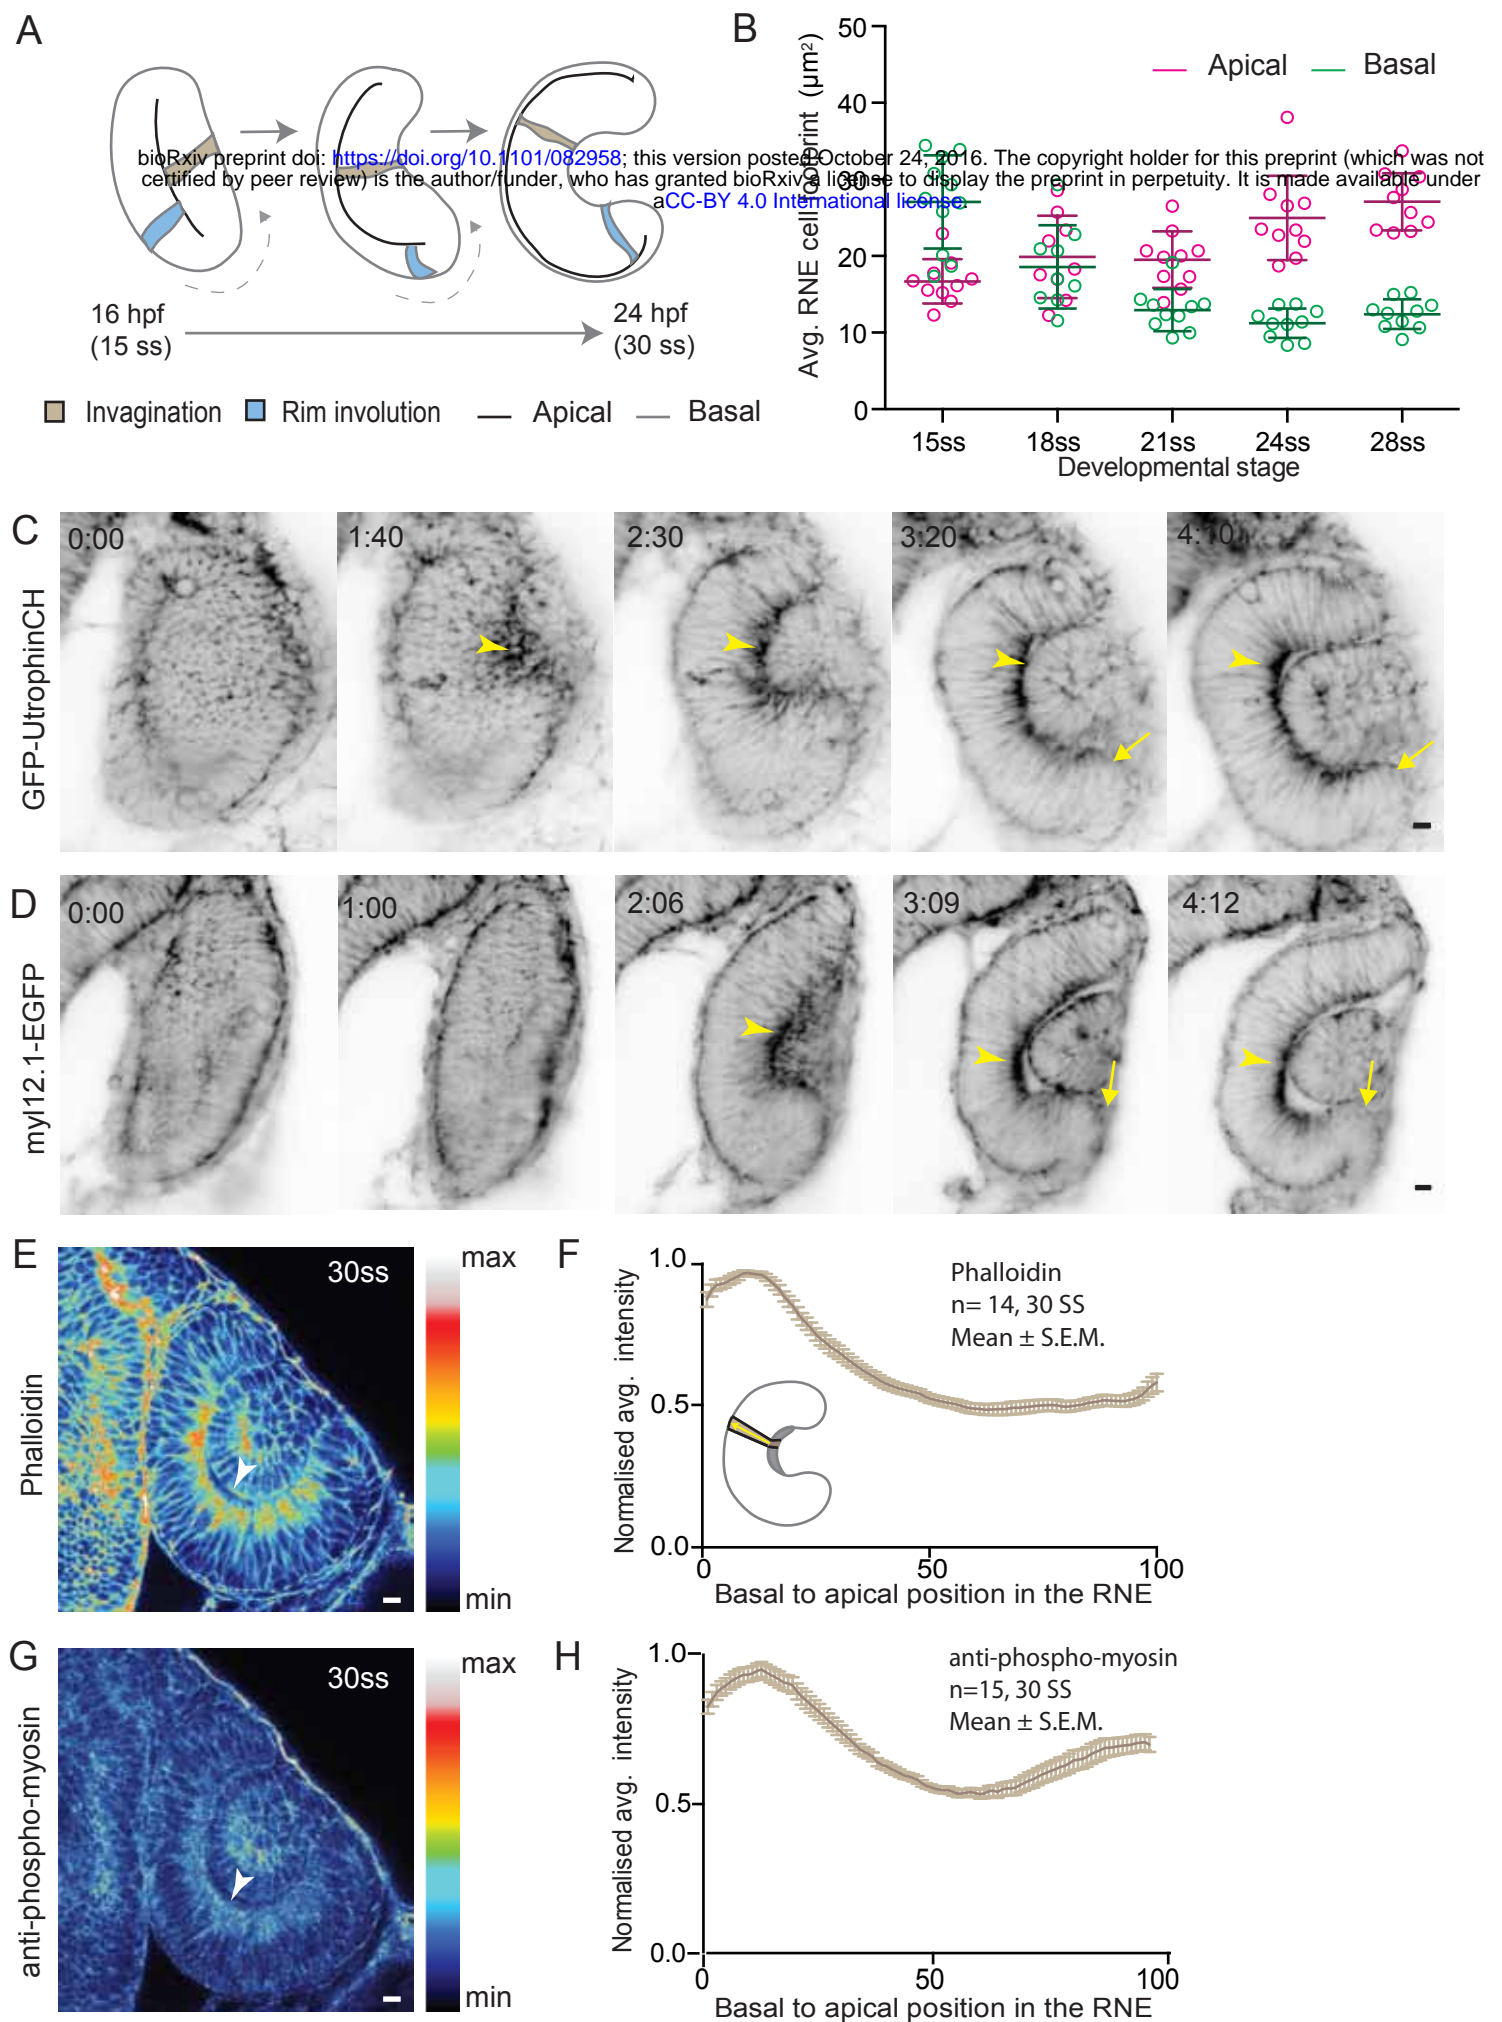 A
16 hpf
(15 ss)
24 hpf
(30 ss)
Invagination
Rim involution
Apical
Basal
B
Avg. RNE cell footprint (µm²)
50
40
30
20
10
0
Apical
Basal
15ss
18ss
21ss
24ss
28ss
Developmental stage
bioRxiv preprint doi: https://doi.org/10.1101/082958; this version posted October 24, 2016. The copyright holder for this preprint (which was not
certified by peer review) is the author/funder, who has granted bioRxiv a license to display the preprint in perpetuity. It is made available under
aCC-BY 4.0 International license.
C
GFP-UtrophinCH
0:00
1:40
2:30
3:20
4:10
D
myl12.1-EGFP
0:00
1:00
2:06
3:09
4:12
E
Phalloidin
30ss
max
min
F
Normalised avg. intensity
1.0
0.5
0.0
Phalloidin
n= 14, 30 SS
Mean ± S.E.M.
0
50
100
Basal to apical position in the RNE
G
anti-phospho-myosin
30ss
max
min
H
Normalised avg. intensity
1.0
0.5
0.0
anti-phospho-myosin
n=15, 30 SS
Mean ± S.E.M.
0
50
100
Basal to apical position in the RNE